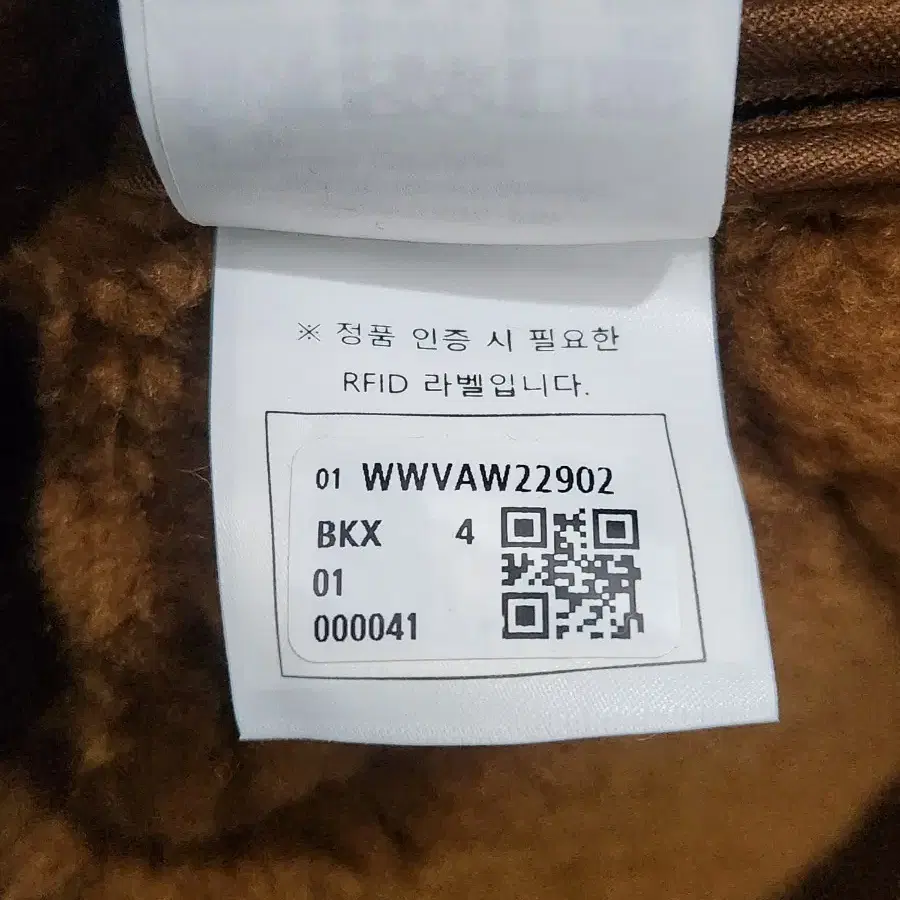 ※ 정품 인증 시 필요한
RFID 라벨입니다.
01 WWVAW22902
BKX 4
01
000041